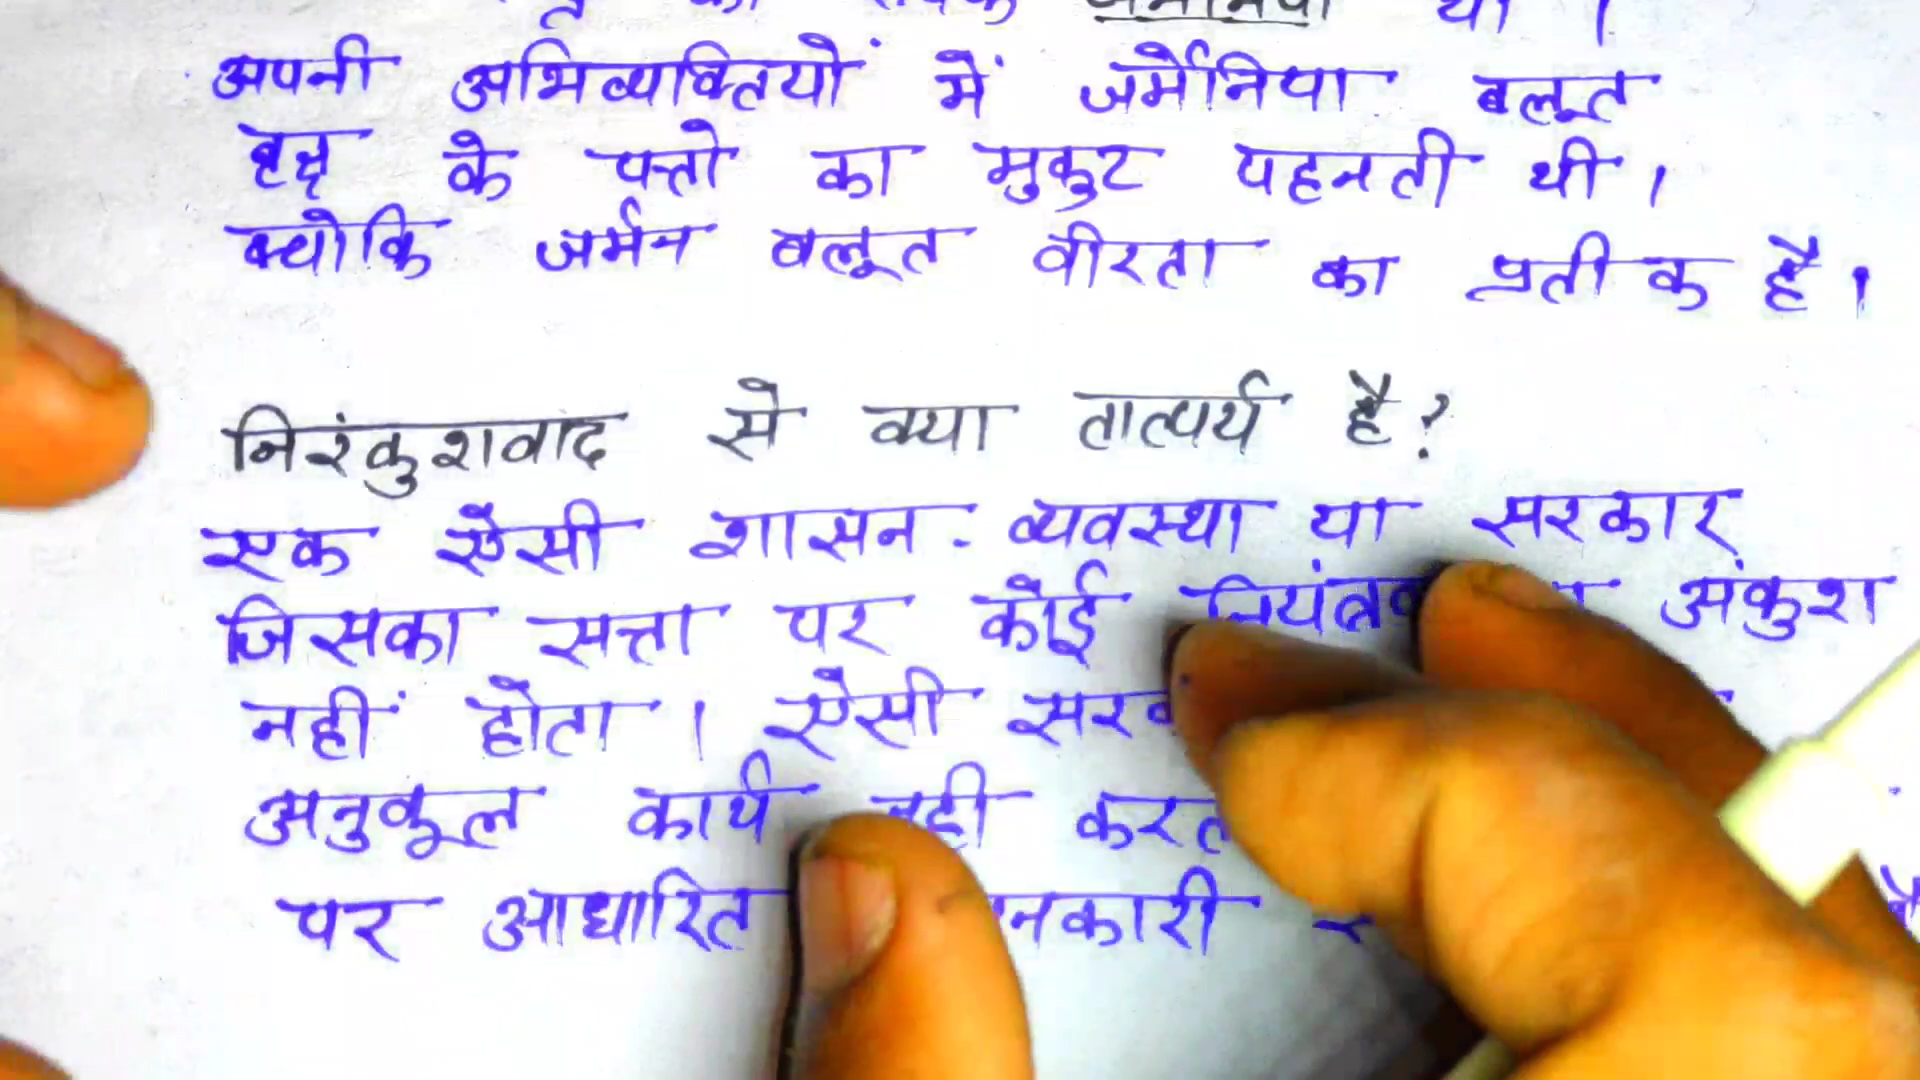 अपनी अभिव्यक्तियों में जर्मेनिया बलूत
वृक्ष के पत्तो का मुकुट पहनती थी।
क्योकि जर्मन बलूत वीरता का प्रतीक है।
निरंकुशवाद से क्या तात्पर्य है?
एक ऐसी शासन-व्यवस्था या सरकार
जिसका सत्ता पर कोई अंकुश
नहीं होता। ऐसी
अनुकूल कार्य नही
पर आधारित